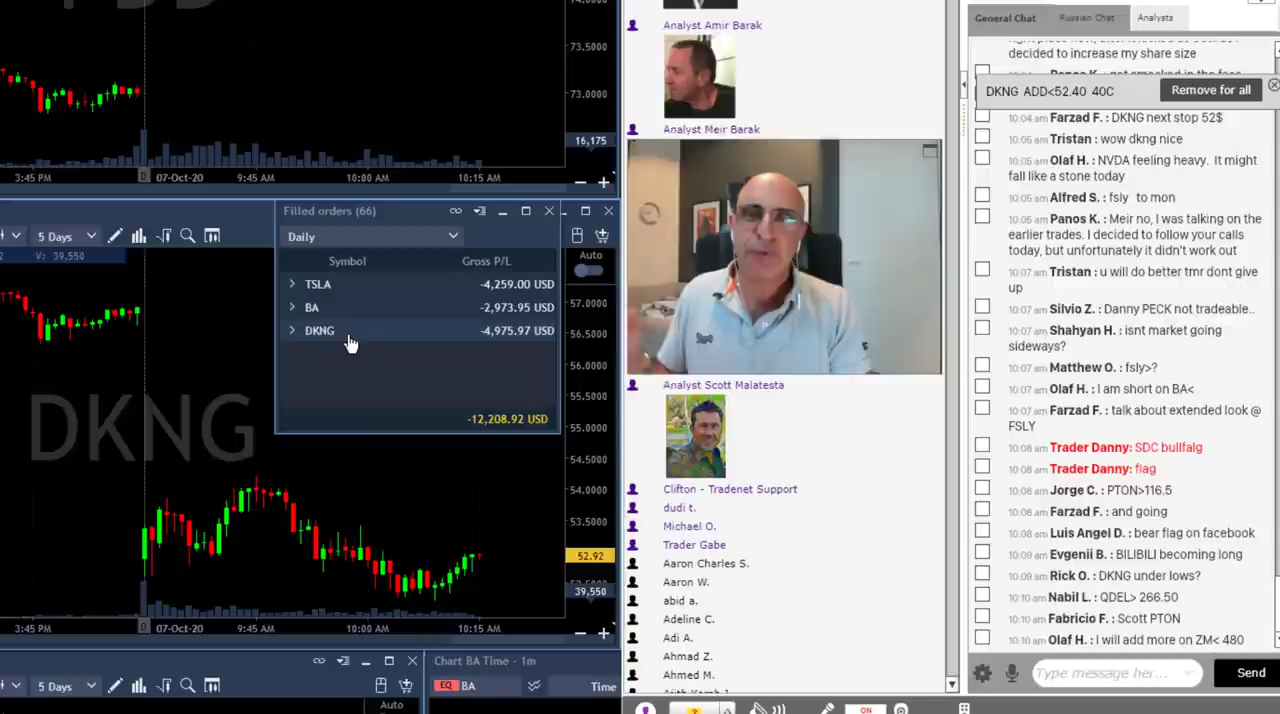 74.0000
73.5000
73.0000
16,175
3:45 PM
D
07-Oct-20
9:45 AM
10:00 AM
10:15 AM
Filled orders (66)
5 Days
Daily
Auto
V: 39,550
Symbol Gross P/L
TSLA -4,259.00 USD
BA -2,973.95 USD
DKNG -4,975.97 USD
-12,208.92 USD
57.0000
56.5000
56.0000
55.5000
55.0000
54.5000
54.0000
53.5000
52.92
39,550
DKNG
3:45 PM
D
07-Oct-20
9:45 AM
10:00 AM
10:15 AM
Chart BA Time - 1m
5 Days
EQ BA
Time
Auto
Analyst Amir Barak
Analyst Meir Barak
Analyst Scott Malatesta
Clifton - Tradenet Support
dudi t.
Michael O.
Trader Gabe
Aaron Charles S.
Aaron W.
abid a.
Adeline C.
Adi A.
Ahmad Z.
Ahmed M.
ON
General Chat
Russian Chat
Analysts
decided to increase my share size
DKNG ADD<52.40 40C
Remove for all
10:04 am Farzad F. : DKNG next stop 52$
10:05 am Tristan : wow dkng nice
10:05 am Olaf H. : NVDA feeling heavy. It might
fall like a stone today
10:05 am Alfred S. : fsly to mon
10:05 am Panos K. : Meir no, I was talking on the
earlier trades. I decided to follow your calls
today, but unfortunately it didn't work out
10:07 am Tristan : u will do better tmr dont give
up
10:07 am Silvio Z. : Danny PECK not tradeable..
10:07 am Shahyan H. : isnt market going
sideways?
10:07 am Matthew O. : fsly>?
10:07 am Olaf H. : I am short on BA<
10:07 am Farzad F. : talk about extended look @
FSLY
10:08 am Trader Danny: SDC bullfalg
10:08 am Trader Danny: flag
10:08 am Jorge C. : PTON>116.5
10:08 am Farzad F. : and going
10:08 am Luis Angel D. : bear flag on facebook
10:09 am Evgenii B. : BILIBILI becoming long
10:09 am Rick O. : DKNG under lows?
10:10 am Nabil L. : QDEL> 266.50
10:10 am Fabricio F. : Scott PTON
10:10 am Olaf H. : I will add more on ZM< 480
Type message her...
Send